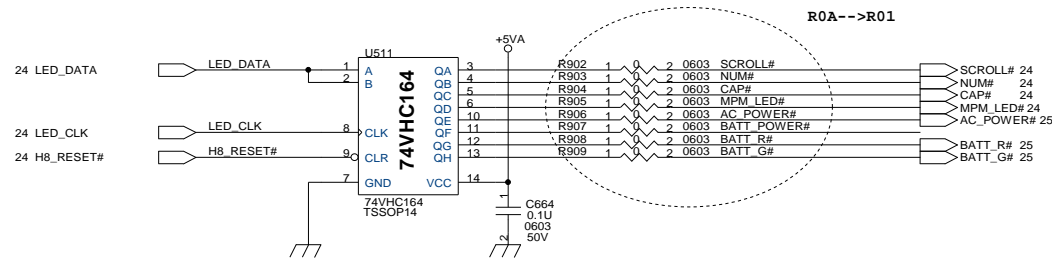 R0A-->R01
+5VA
U511
24 LED_DATA LED_DATA 1 A QA 3 R902 1 0 2 0603 SCROLL# SCROLL# 24
2 B QB 4 R903 1 0 2 0603 NUM# NUM# 24
QC 5 R904 1 0 2 0603 CAP# CAP# 24
QD 6 R905 1 0 2 0603 MPM_LED# MPM_LED# 24
QE 10 R906 1 0 2 0603 AC_POWER# AC_POWER# 25
24 LED_CLK LED_CLK 8 CLK QF 11 R907 1 0 2 0603 BATT_POWER#
QG 12 R908 1 0 2 0603 BATT_R# BATT_R# 25
24 H8_RESET# H8_RESET# 9 CLR QH 13 R909 1 0 2 0603 BATT_G# BATT_G# 25
74VHC164
7 GND VCC 14
74VHC164
TSSOP14
1
C664
0.1U
0603
50V
2